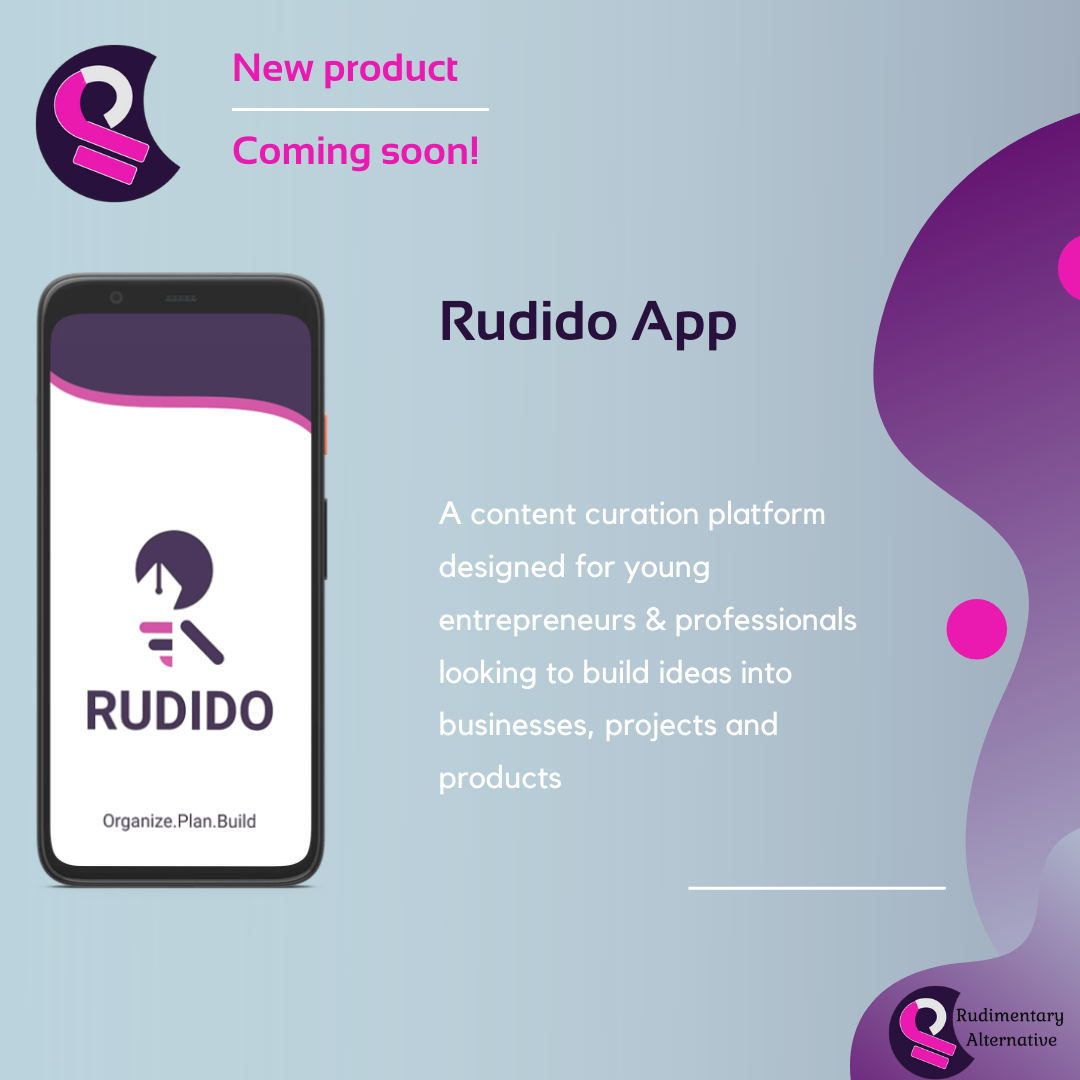 New product
Coming soon!
Rudido App
RUDIDO
Organize.Plan.Build
A content curation platform
designed for young
entrepreneurs & professionals
looking to build ideas into
businesses, projects and
products
Rudimentary
Alternative